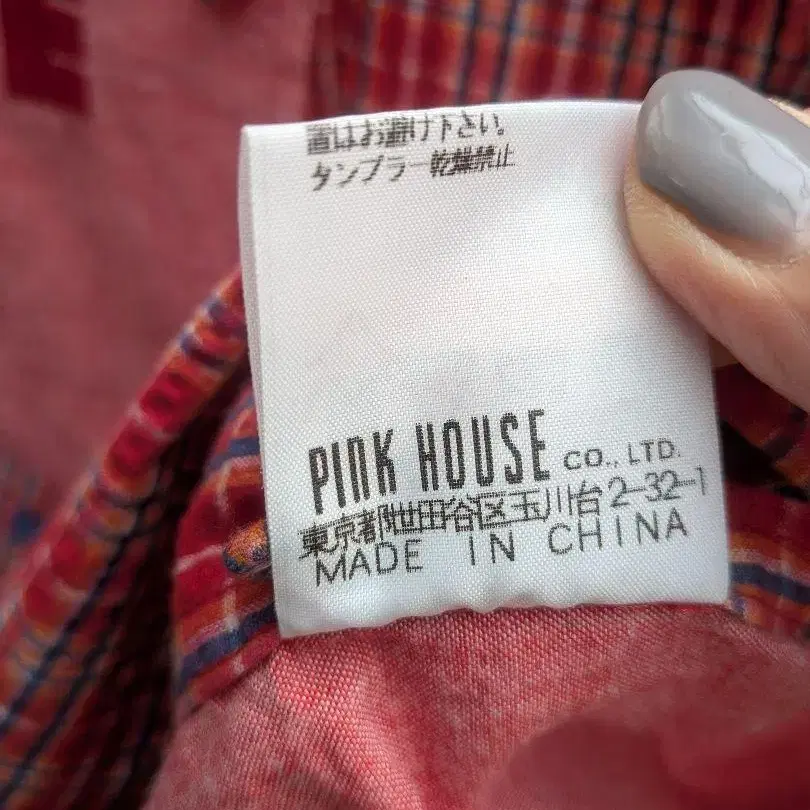 置はお避け下さい。
タンブラー乾燥禁止
PINK HOUSE CO., LTD.
東京都世田谷区玉川台2-32-1
MADE IN CHINA